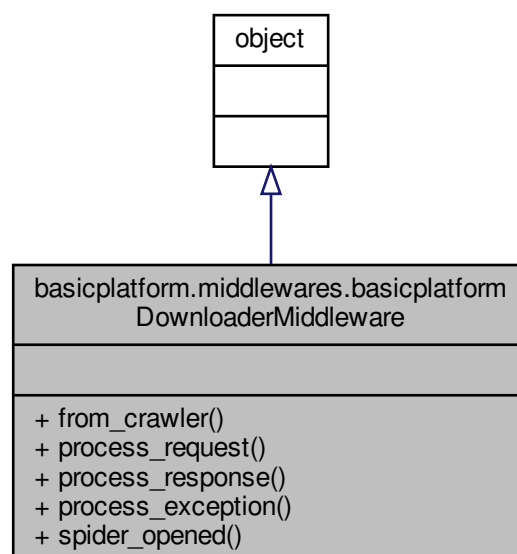 object
basicplatform.middlewares.basicplatform
DownloaderMiddleware
+ from_crawler()
+ process_request()
+ process_response()
+ process_exception()
+ spider_opened()